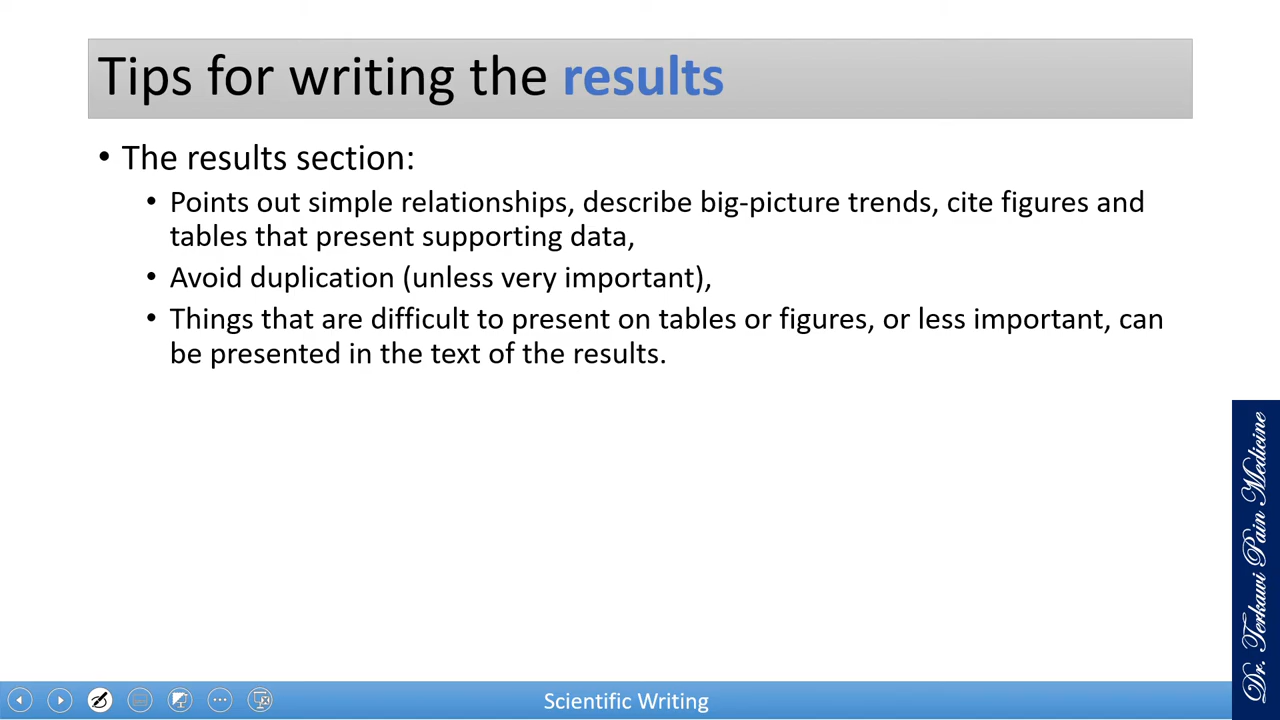 Tips for writing the results
• The results section:
• Points out simple relationships, describe big-picture trends, cite figures and
tables that present supporting data,
• Avoid duplication (unless very important),
• Things that are difficult to present on tables or figures, or less important, can
be presented in the text of the results.
Dr. Terkawi Pain Medicine
Scientific Writing